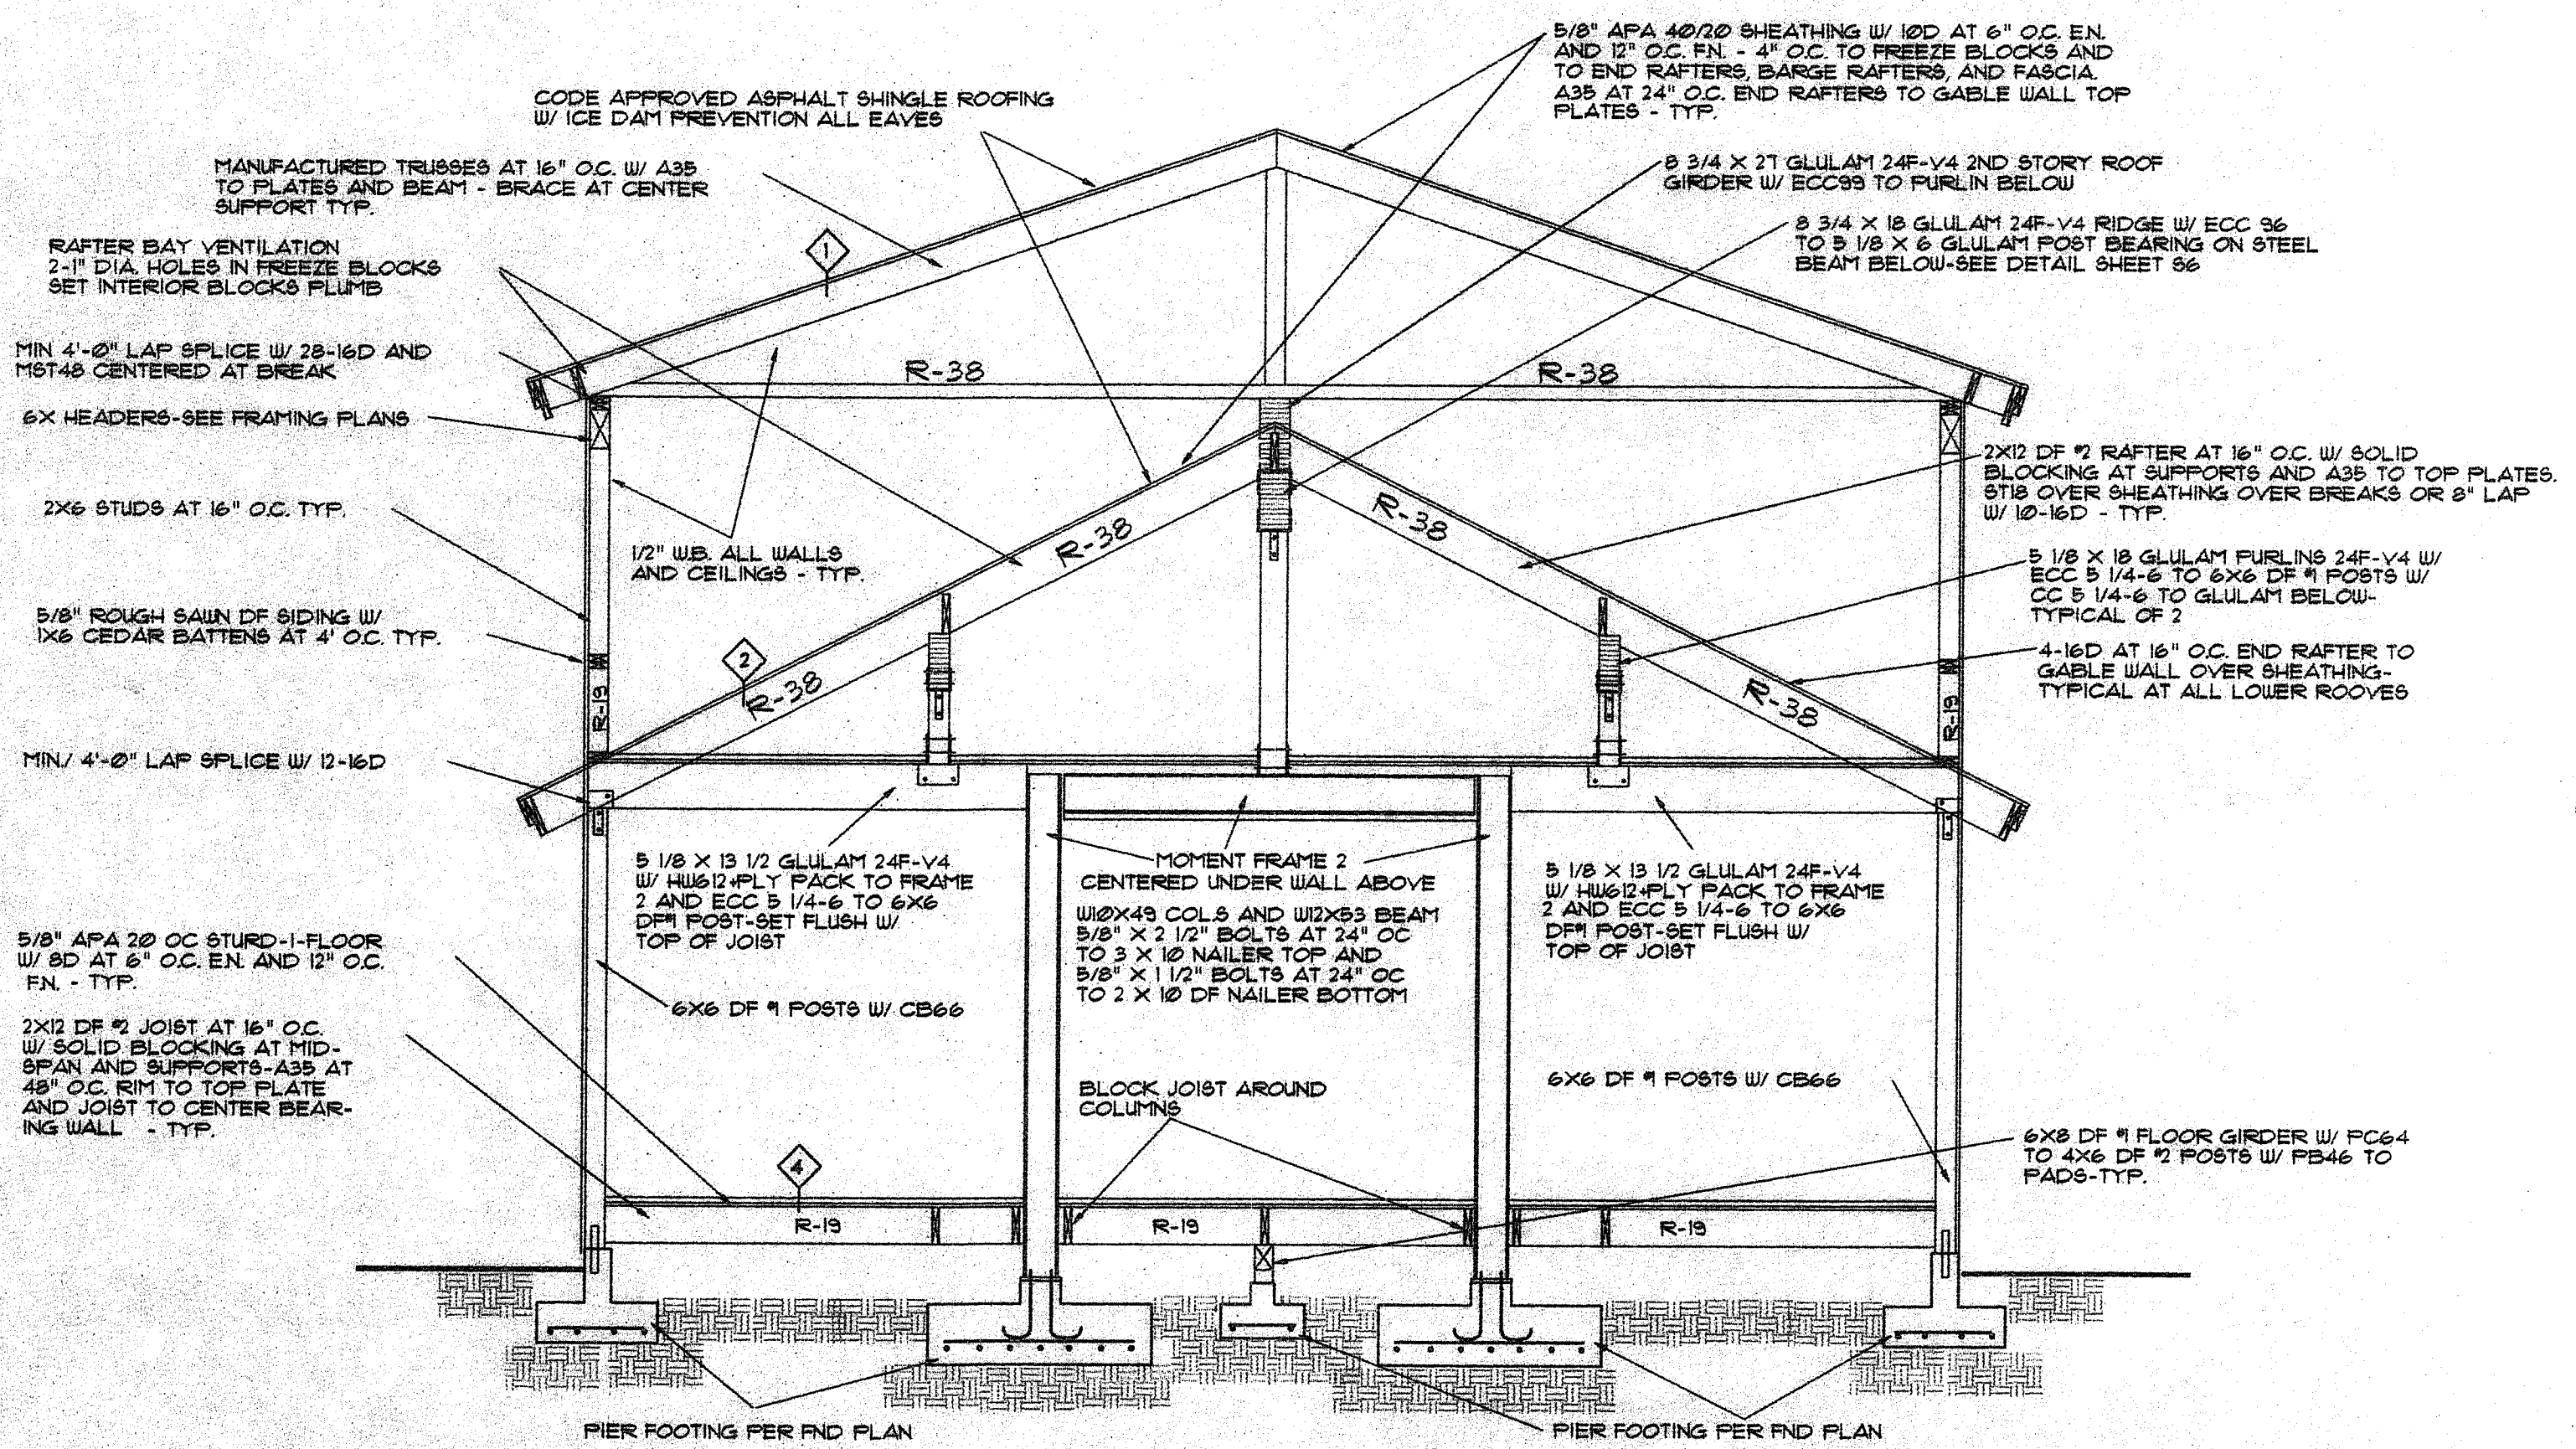 5/8" APA 40/20 SHEATHING W/ 10D AT 6" O.C. E.N.
AND 12" O.C. F.N. - 4" O.C. TO FREEZE BLOCKS AND
TO END RAFTERS, BARGE RAFTERS, AND FASCIA.
A35 AT 24" O.C. END RAFTERS TO GABLE WALL TOP
PLATES - TYP.
CODE APPROVED ASPHALT SHINGLE ROOFING
W/ ICE DAM PREVENTION ALL EAVES
MANUFACTURED TRUSSES AT 16" O.C. W/ A35
TO PLATES AND BEAM - BRACE AT CENTER
SUPPORT TYP.
8 3/4 X 27 GLULAM 24F-V4 2ND STORY ROOF
GIRDER W/ ECC99 TO PURLIN BELOW
8 3/4 X 18 GLULAM 24F-V4 RIDGE W/ ECC 96
TO 5 1/8 X 6 GLULAM POST BEARING ON STEEL
BEAM BELOW-SEE DETAIL SHEET S6
RAFTER BAY VENTILATION
2-1" DIA. HOLES IN FREEZE BLOCKS
SET INTERIOR BLOCKS PLUMB
1
MIN 4'-0" LAP SPLICE W/ 28-16D AND
MST48 CENTERED AT BREAK
R-38
R-38
6X HEADERS-SEE FRAMING PLANS
2X12 DF #2 RAFTER AT 16" O.C. W/ SOLID
BLOCKING AT SUPPORTS AND A35 TO TOP PLATES.
ST18 OVER SHEATHING OVER BREAKS OR 8" LAP
W/ 10-16D - TYP.
2X6 STUDS AT 16" O.C. TYP.
R-38
R-38
1/2" W.B. ALL WALLS
AND CEILINGS - TYP.
5 1/8 X 18 GLULAM PURLINS 24F-V4 W/
ECC 5 1/4-6 TO 6X6 DF #1 POSTS W/
CC 5 1/4-6 TO GLULAM BELOW-
TYPICAL OF 2
5/8" ROUGH SAWN DF SIDING W/
1X6 CEDAR BATTENS AT 4' O.C. TYP.
4-16D AT 16" O.C. END RAFTER TO
GABLE WALL OVER SHEATHING-
TYPICAL AT ALL LOWER ROOVES
2
R-19
R-38
R-38
R-19
MIN./ 4'-0" LAP SPLICE W/ 12-16D
5 1/8 X 13 1/2 GLULAM 24F-V4
W/ HW612+PLY PACK TO FRAME
2 AND ECC 5 1/4-6 TO 6X6
DF#1 POST-SET FLUSH W/
TOP OF JOIST
MOMENT FRAME 2
CENTERED UNDER WALL ABOVE
W10X49 COLS AND W12X53 BEAM
5/8" X 2 1/2" BOLTS AT 24" OC
TO 3 X 10 NAILER TOP AND
5/8" X 1 1/2" BOLTS AT 24" OC
TO 2 X 10 DF NAILER BOTTOM
5 1/8 X 13 1/2 GLULAM 24F-V4
W/ HW612+PLY PACK TO FRAME
2 AND ECC 5 1/4-6 TO 6X6
DF#1 POST-SET FLUSH W/
TOP OF JOIST
5/8" APA 20 OC STURD-I-FLOOR
W/ 8D AT 6" O.C. E.N. AND 12" O.C.
F.N. - TYP.
6X6 DF #1 POSTS W/ CB66
2X12 DF #2 JOIST AT 16" O.C.
W/ SOLID BLOCKING AT MID-
SPAN AND SUPPORTS-A35 AT
48" O.C. RIM TO TOP PLATE
AND JOIST TO CENTER BEAR-
ING WALL - TYP.
BLOCK JOIST AROUND
COLUMNS
6X6 DF #1 POSTS W/ CB66
6X8 DF #1 FLOOR GIRDER W/ PC64
TO 4X6 DF #2 POSTS W/ PB46 TO
PADS-TYP.
4
R-19
R-19
R-19
PIER FOOTING PER FND PLAN
PIER FOOTING PER FND PLAN